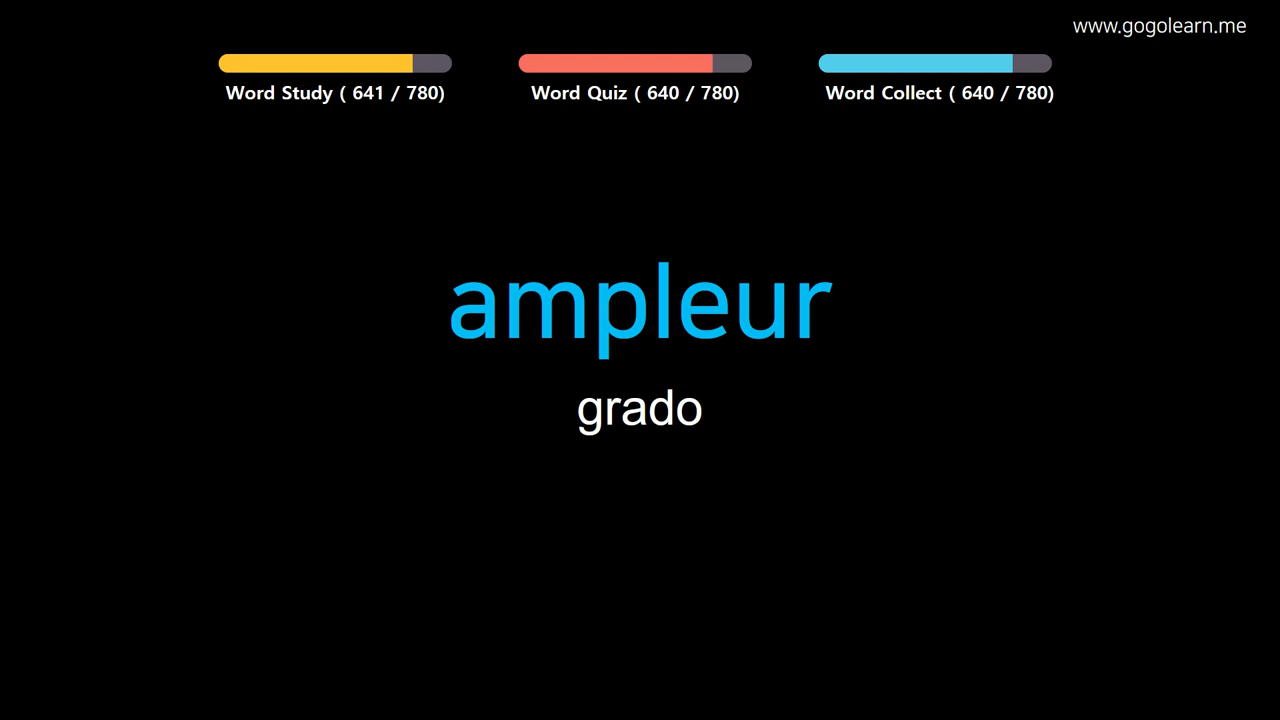 www.gogolearn.me
Word Study ( 641 / 780)
Word Quiz ( 640 / 780)
Word Collect ( 640 / 780)
ampleur
grado